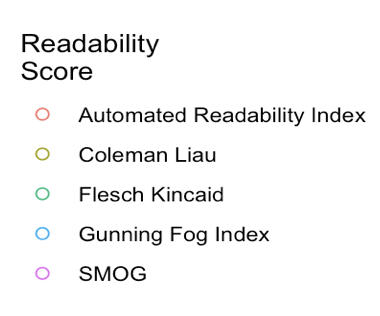 Readability
Score
Automated Readability Index
Coleman Liau
Flesch Kincaid
Gunning Fog Index
SMOG